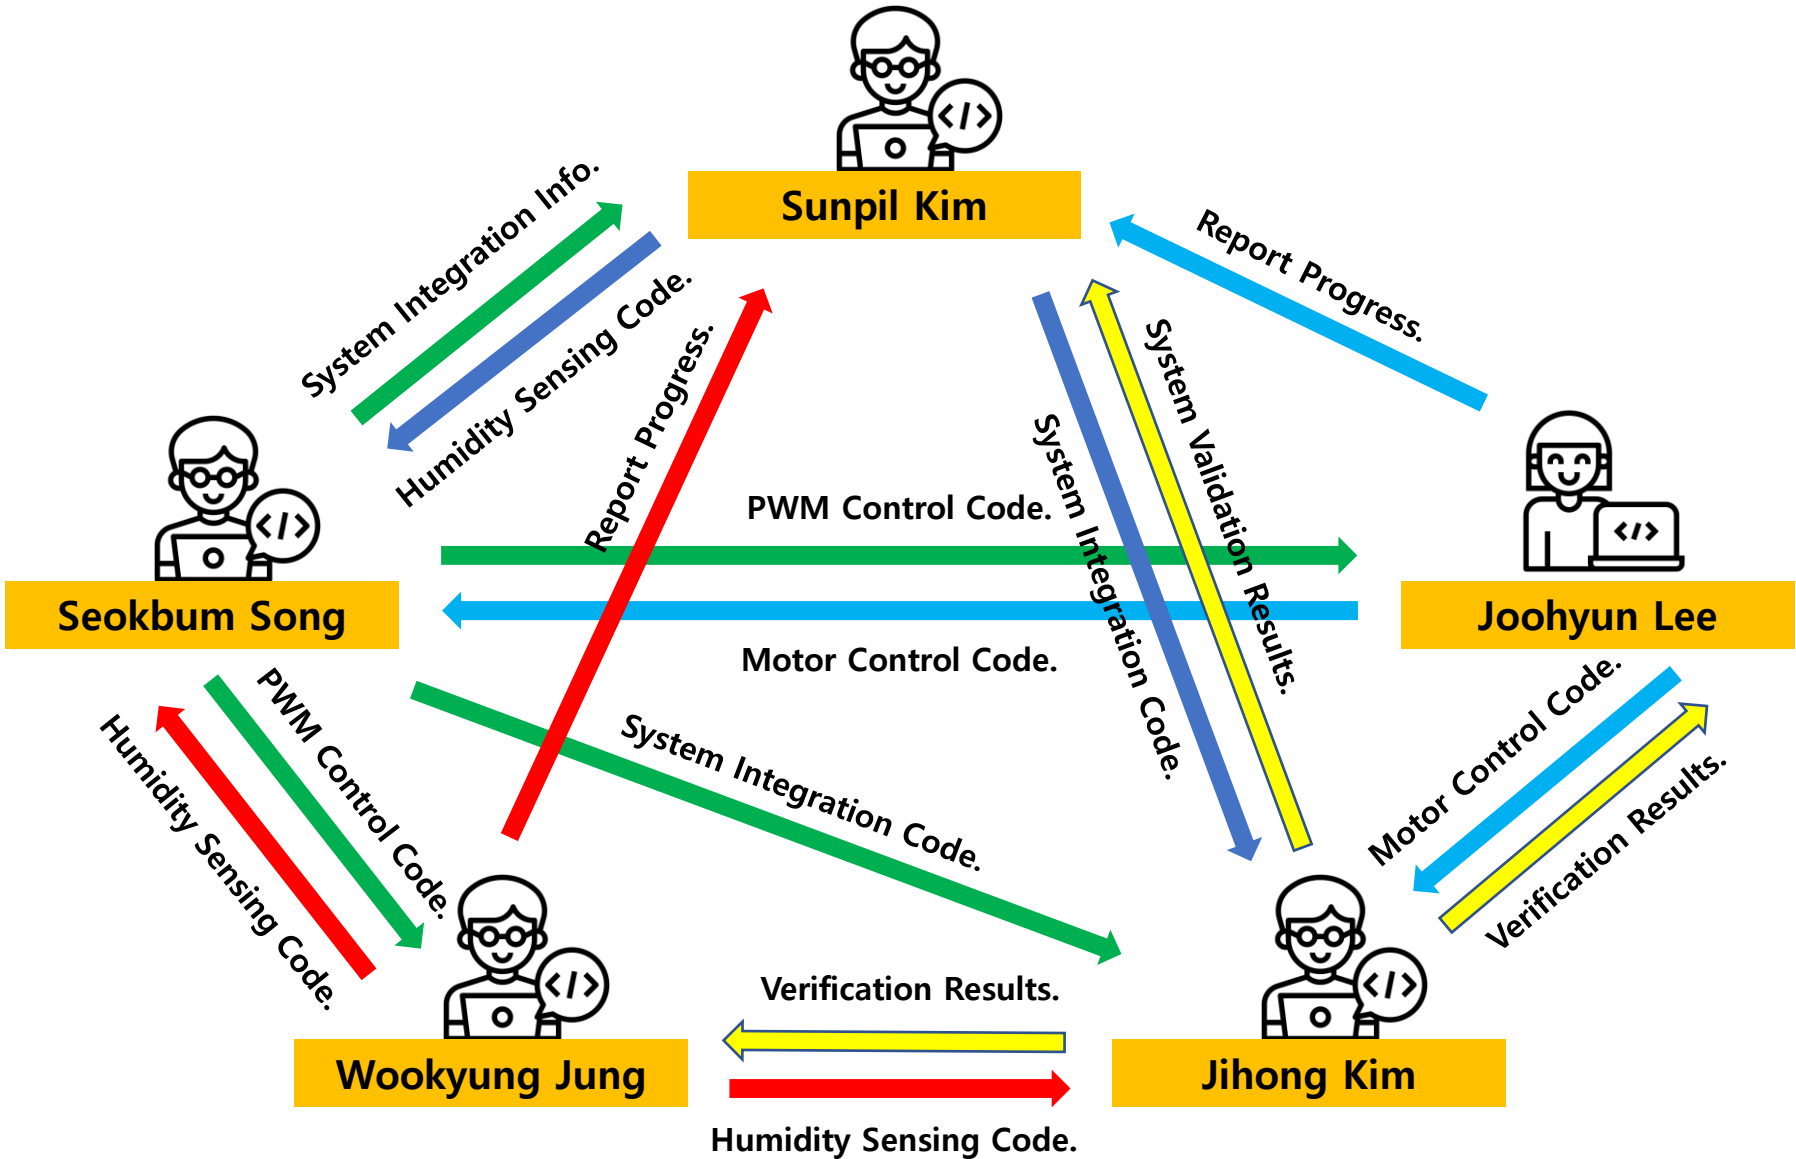 Sunpil Kim
System Integration Info.
Humidity Sensing Code.
Report Progress.
Report Progress.
System Validation Results.
System Integration Code.
PWM Control Code.
Motor Control Code.
Seokbum Song
Joohyun Lee
PWM Control Code.
Humidity Sensing Code.
System Integration Code.
Motor Control Code.
Verification Results.
Verification Results.
Wookyung Jung
Jihong Kim
Humidity Sensing Code.